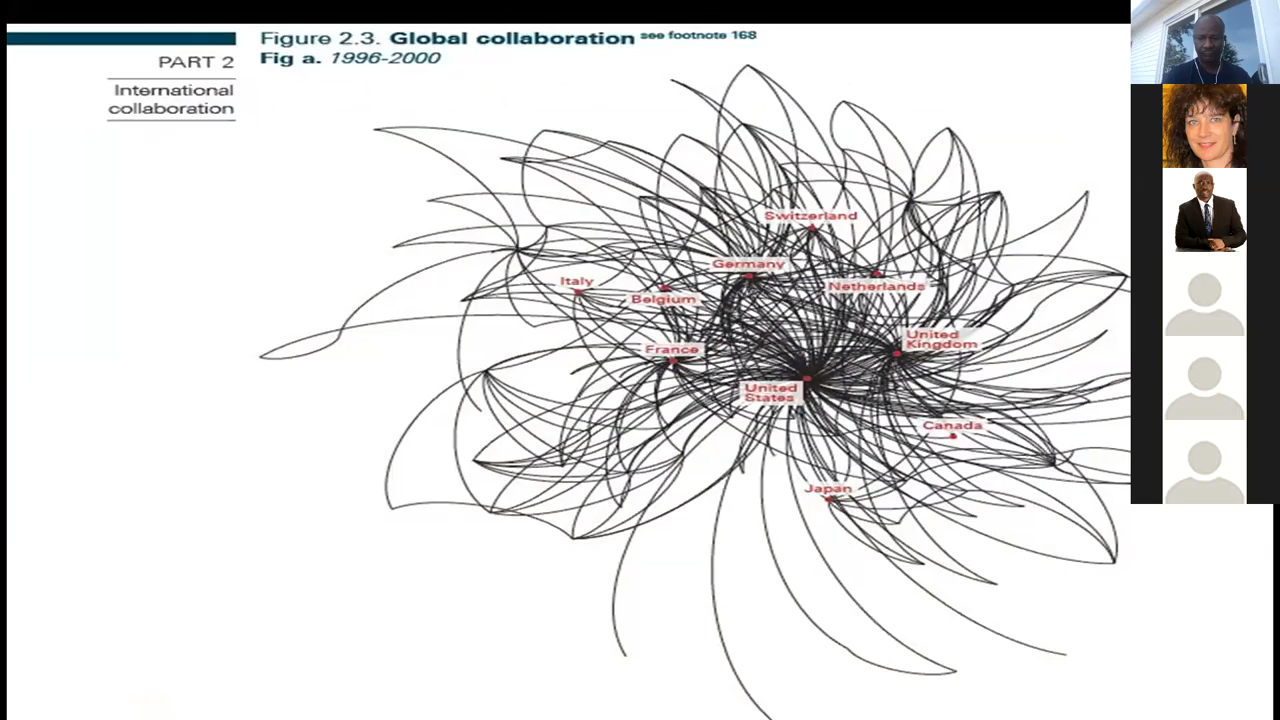 PART 2
International
collaboration
Figure 2.3. Global collaboration see footnote 168
Fig a. 1996-2000
Switzerland
Germany
Italy
Netherlands
Belgium
United
Kingdom
France
United
States
Canada
Japan